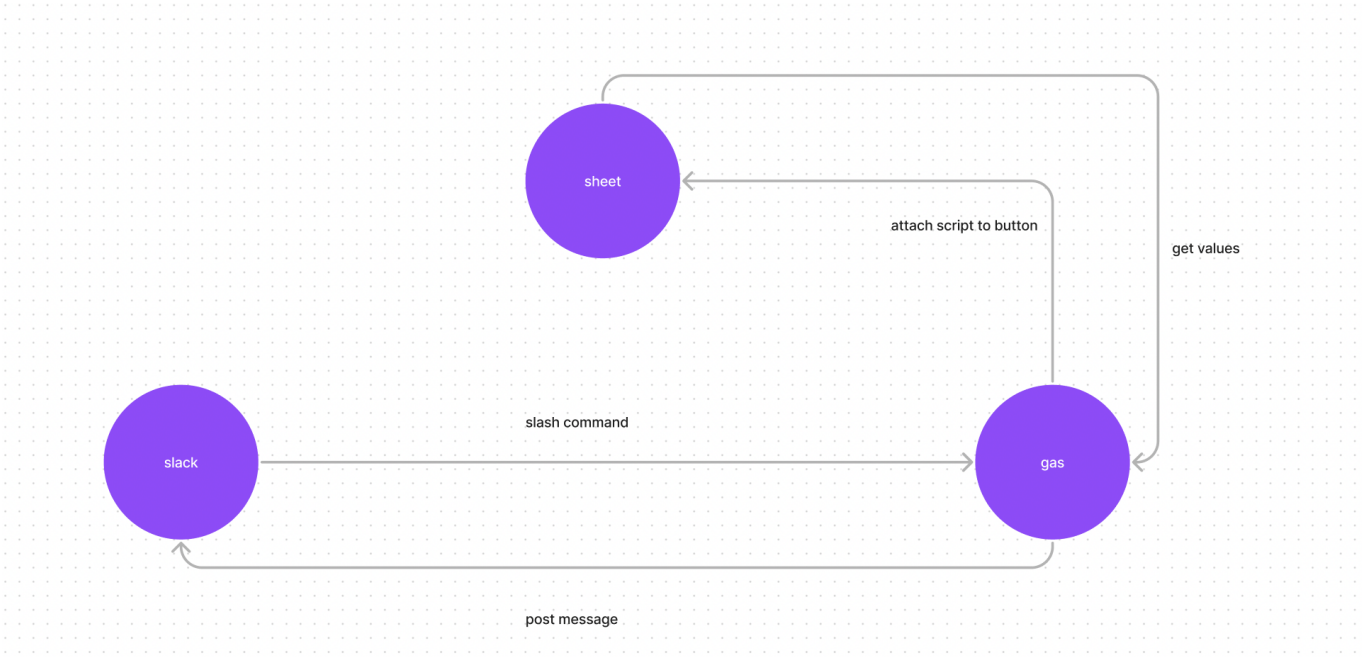 sheet
attach script to button
get values
slash command
slack
gas
post message